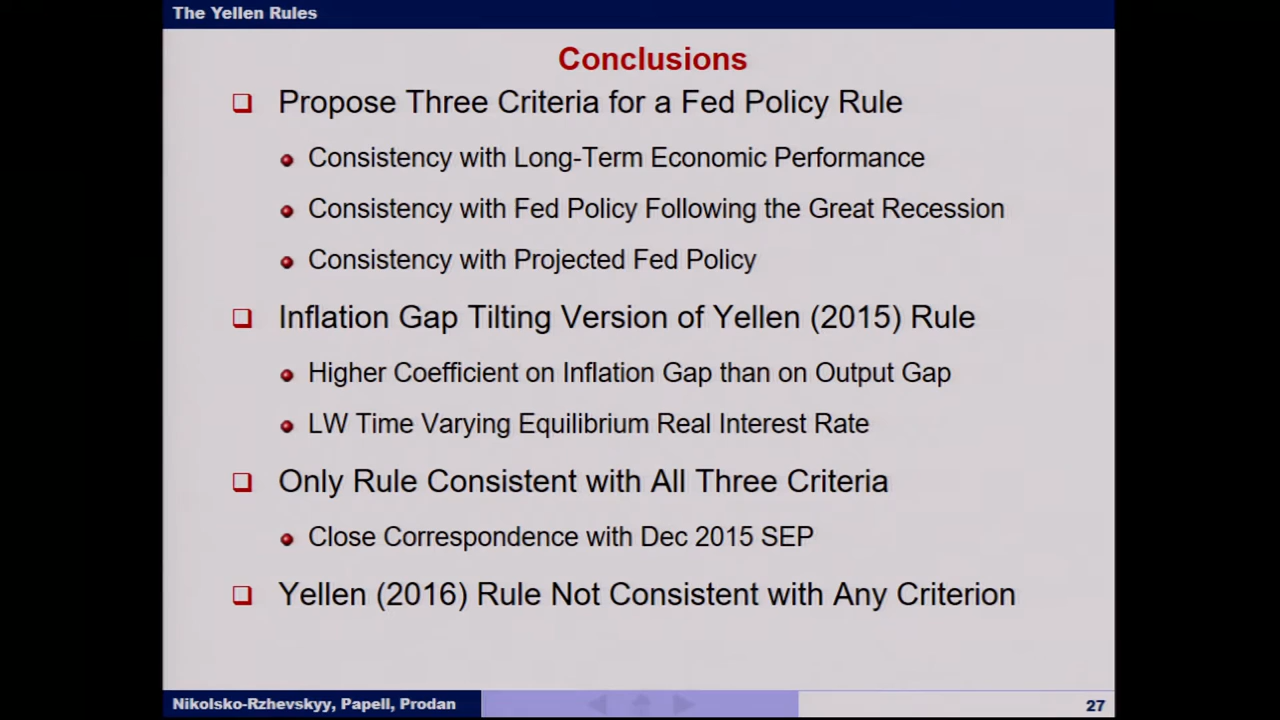 The Yellen Rules
Conclusions
Propose Three Criteria for a Fed Policy Rule
Consistency with Long-Term Economic Performance
Consistency with Fed Policy Following the Great Recession
Consistency with Projected Fed Policy
Inflation Gap Tilting Version of Yellen (2015) Rule
Higher Coefficient on Inflation Gap than on Output Gap
LW Time Varying Equilibrium Real Interest Rate
Only Rule Consistent with All Three Criteria
Close Correspondence with Dec 2015 SEP
Yellen (2016) Rule Not Consistent with Any Criterion
Nikolsko-Rzhevskyy, Papell, Prodan
27